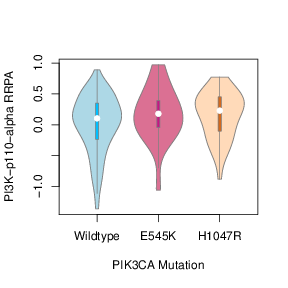 PI3K−p110−alpha RRPA
1.0
0.5
0.0
−1.0
Wildtype E545K H1047R
PIK3CA Mutation